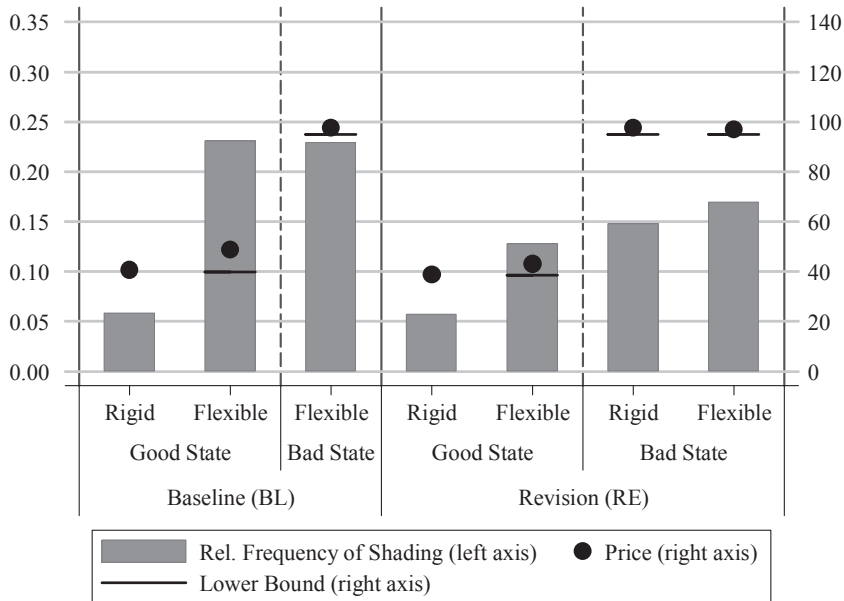 0.35 140
0.30 120
0.25 100
0.20 80
0.15 60
0.10 40
0.05 20
0.00 0
Rigid Flexible Flexible Rigid Flexible Rigid Flexible
Good State Bad State Good State Bad State
Baseline (BL) Revision (RE)
Rel. Frequency of Shading (left axis) Price (right axis)
Lower Bound (right axis)